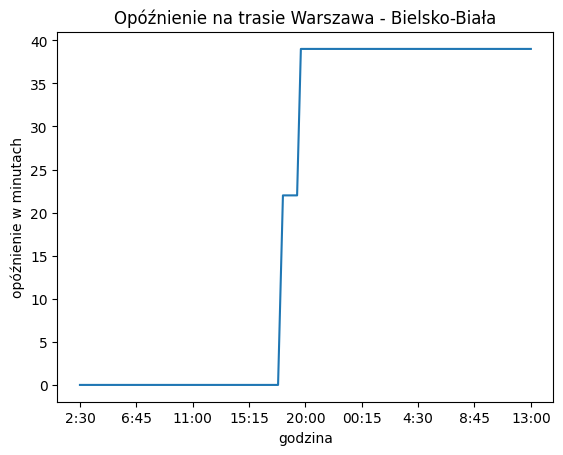 Opóźnienie na trasie Warszawa - Bielsko-Biała
40
35
30
25
20
15
10
5
0
opóźnienie w minutach
2:30 6:45 11:00 15:15 20:00 00:15 4:30 8:45 13:00
godzina